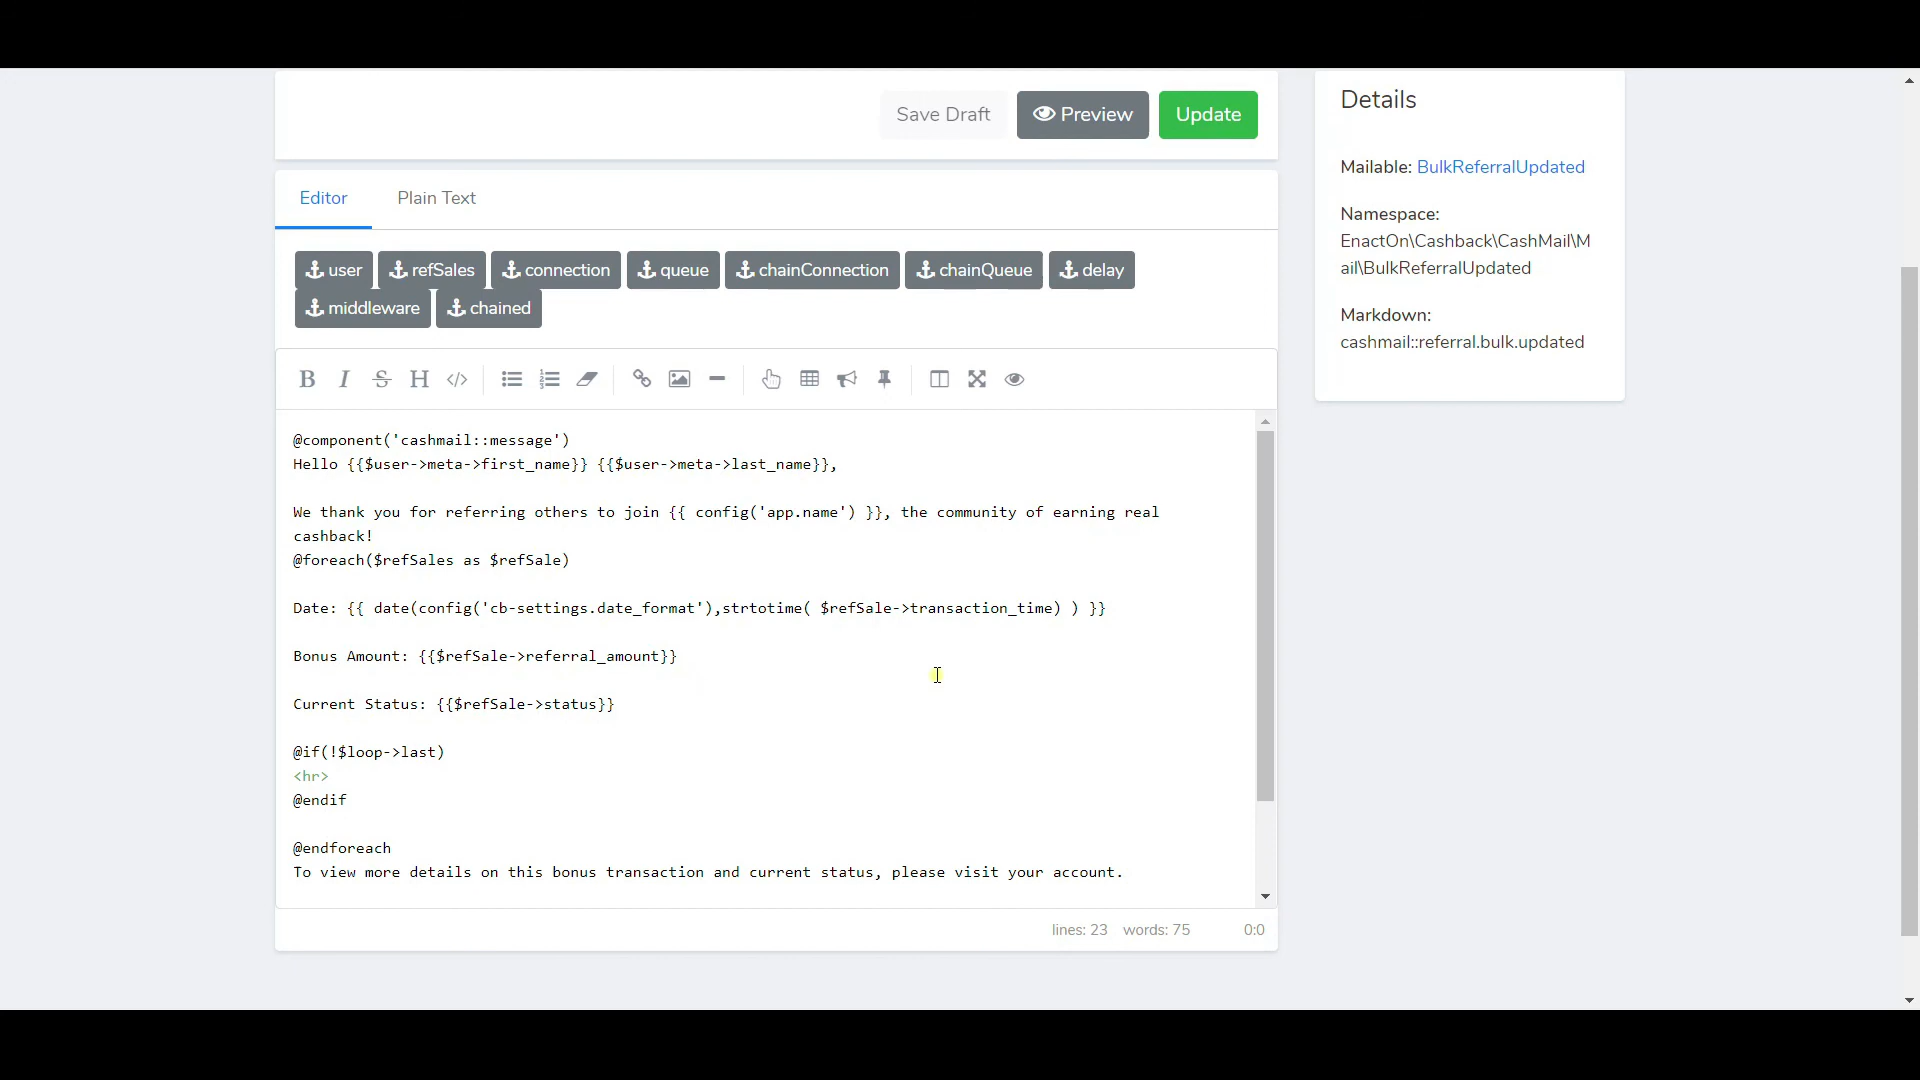 Save Draft Preview Update
Details
Mailable: BulkReferralUpdated
Namespace:
EnactOn\Cashback\CashMail\M
ail\BulkReferralUpdated
Markdown:
cashmail::referral.bulk.updated
Editor Plain Text
user refSales connection queue chainConnection chainQueue delay
middleware chained
B I S H </>
@component('cashmail::message')
Hello {{$user->meta->first_name}} {{$user->meta->last_name}},
We thank you for referring others to join {{ config('app.name') }}, the community of earning real
cashback!
@foreach($refSales as $refSale)
Date: {{ date(config('cb-settings.date_format'),strtotime( $refSale->transaction_time) ) }}
Bonus Amount: {{$refSale->referral_amount}}
Current Status: {{$refSale->status}}
@if(!$loop->last)
<hr>
@endif
@endforeach
To view more details on this bonus transaction and current status, please visit your account.
lines: 23 words: 75 0:0